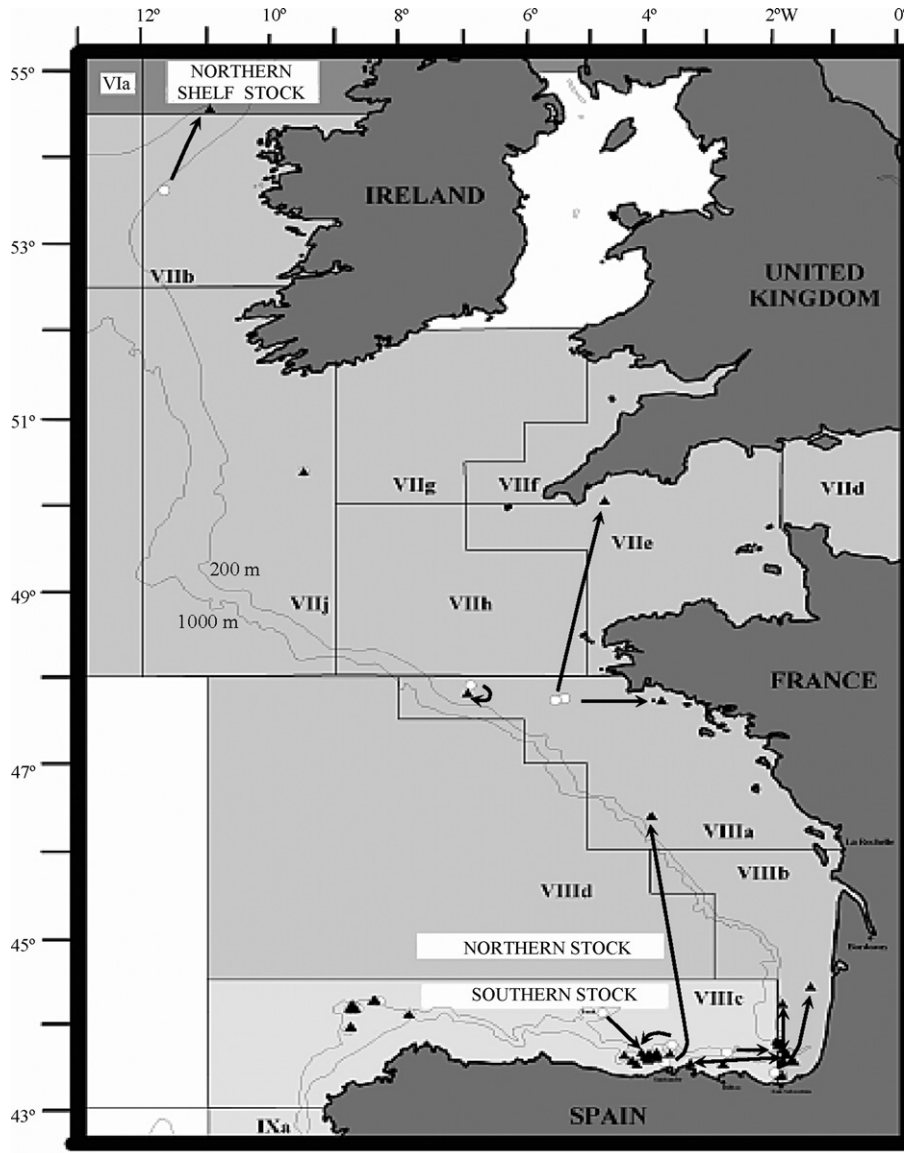 12º 10º 8º 6º 4º 2ºW 0º
55º
VIa
NORTHERN
SHELF STOCK
IRELAND
53º
VIIb
UNITED
KINGDOM
51º
VIIg
VIIf
VIId
VIIe
200 m
49º
VIIj
VIIh
1000 m
FRANCE
47º
VIIIa
La Rochelle
VIIIb
VIIId
45º
NORTHERN STOCK
Bordeaux
SOUTHERN STOCK
VIIIc
43º
IXa
SPAIN